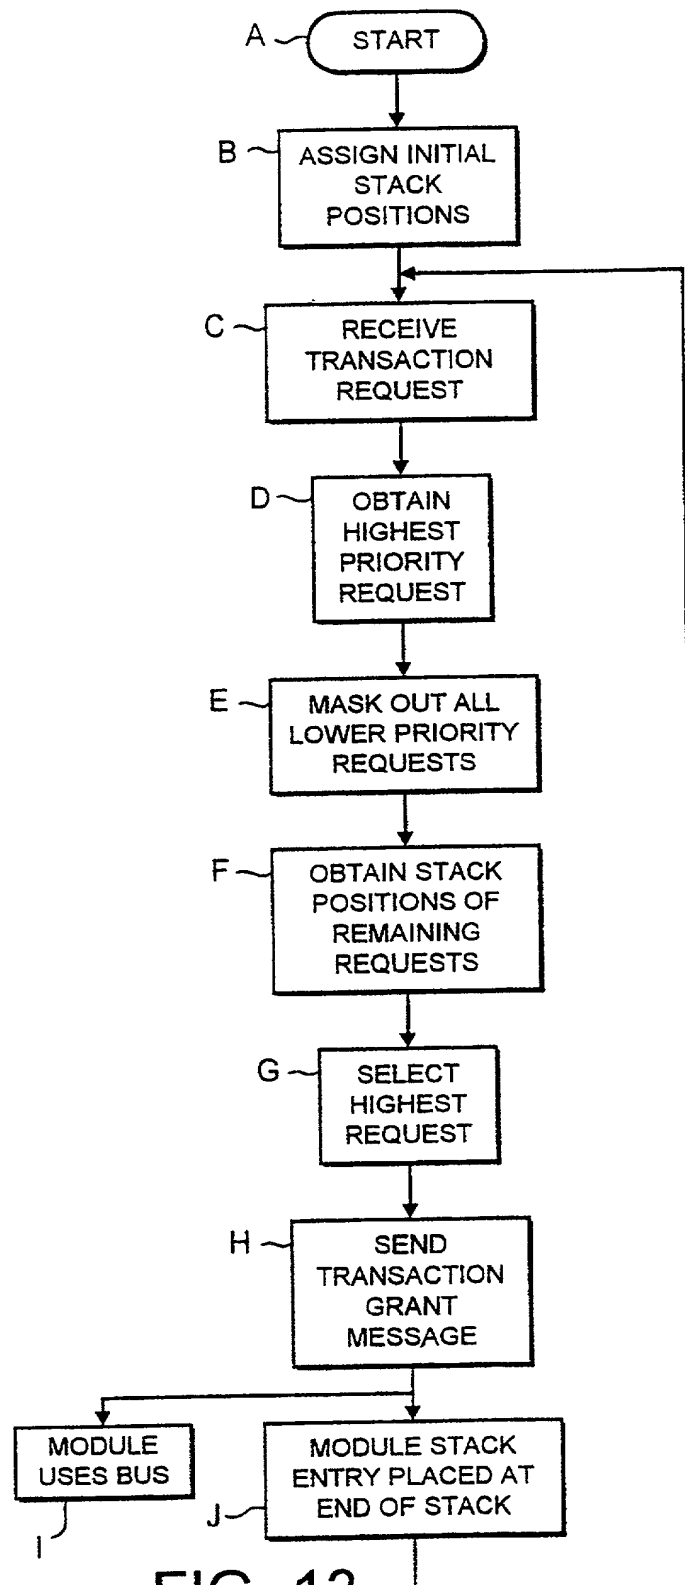 A
START
B
ASSIGN INITIAL
STACK
POSITIONS
C
RECEIVE
TRANSACTION
REQUEST
D
OBTAIN
HIGHEST
PRIORITY
REQUEST
E
MASK OUT ALL
LOWER PRIORITY
REQUESTS
F
OBTAIN STACK
POSITIONS OF
REMAINING
REQUESTS
G
SELECT
HIGHEST
REQUEST
H
SEND
TRANSACTION
GRANT
MESSAGE
MODULE
USES BUS
I
MODULE STACK
ENTRY PLACED AT
END OF STACK
J